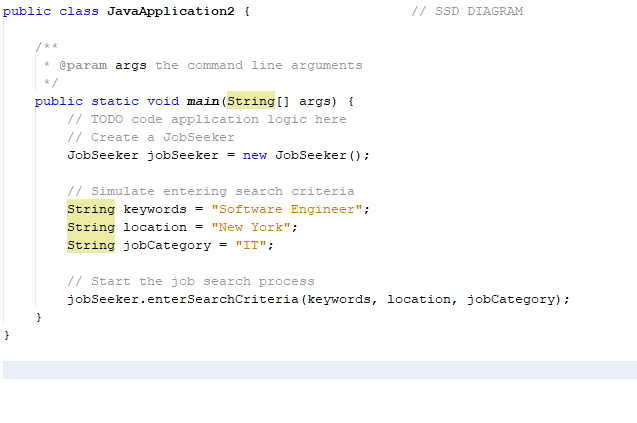 public class JavaApplication2 {                    // SSD DIAGRAM
    /**
     * @param args the command line arguments
     */
    public static void main(String[] args) {
        // TODO code application logic here
        // Create a JobSeeker
        JobSeeker jobSeeker = new JobSeeker();
        // Simulate entering search criteria
        String keywords = "Software Engineer";
        String location = "New York";
        String jobCategory = "IT";
        // Start the job search process
        jobSeeker.enterSearchCriteria(keywords, location, jobCategory);
    }
}